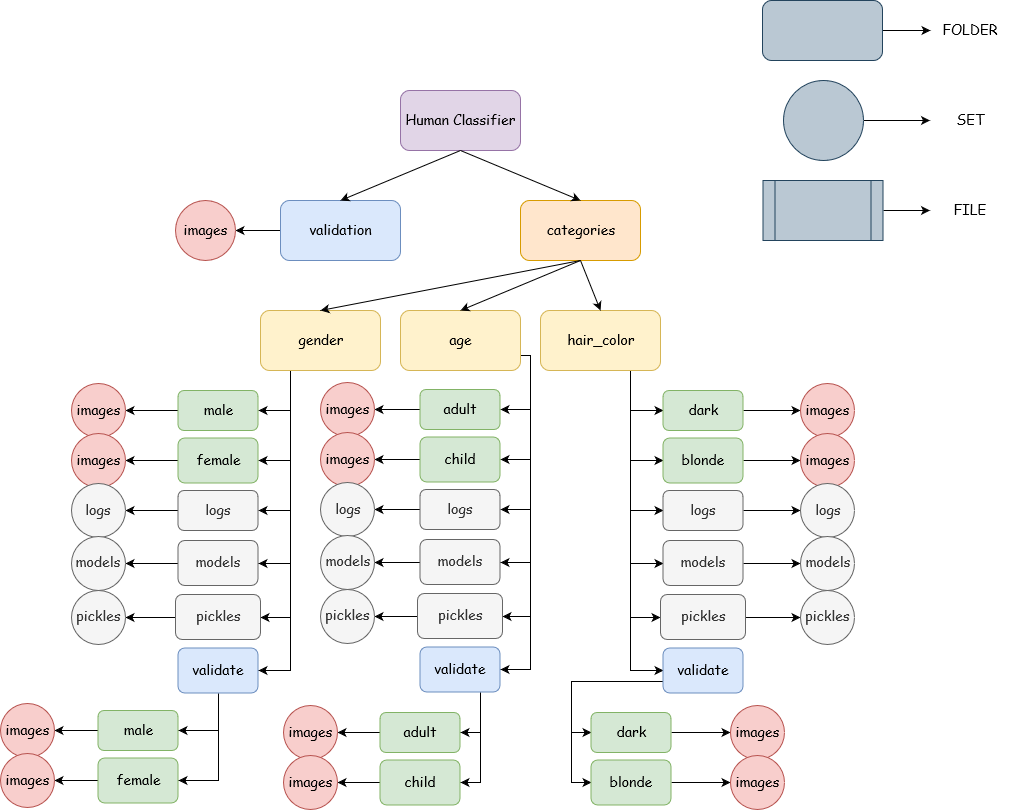 FOLDER
Human Classifier
SET
images
validation
categories
FILE
gender
age
hair_color
images
male
images
adult
dark
images
images
female
images
child
blonde
images
logs
logs
logs
logs
logs
logs
models
models
models
models
models
models
pickles
pickles
pickles
pickles
pickles
pickles
validate
validate
validate
images
male
images
adult
dark
images
images
female
images
child
blonde
images